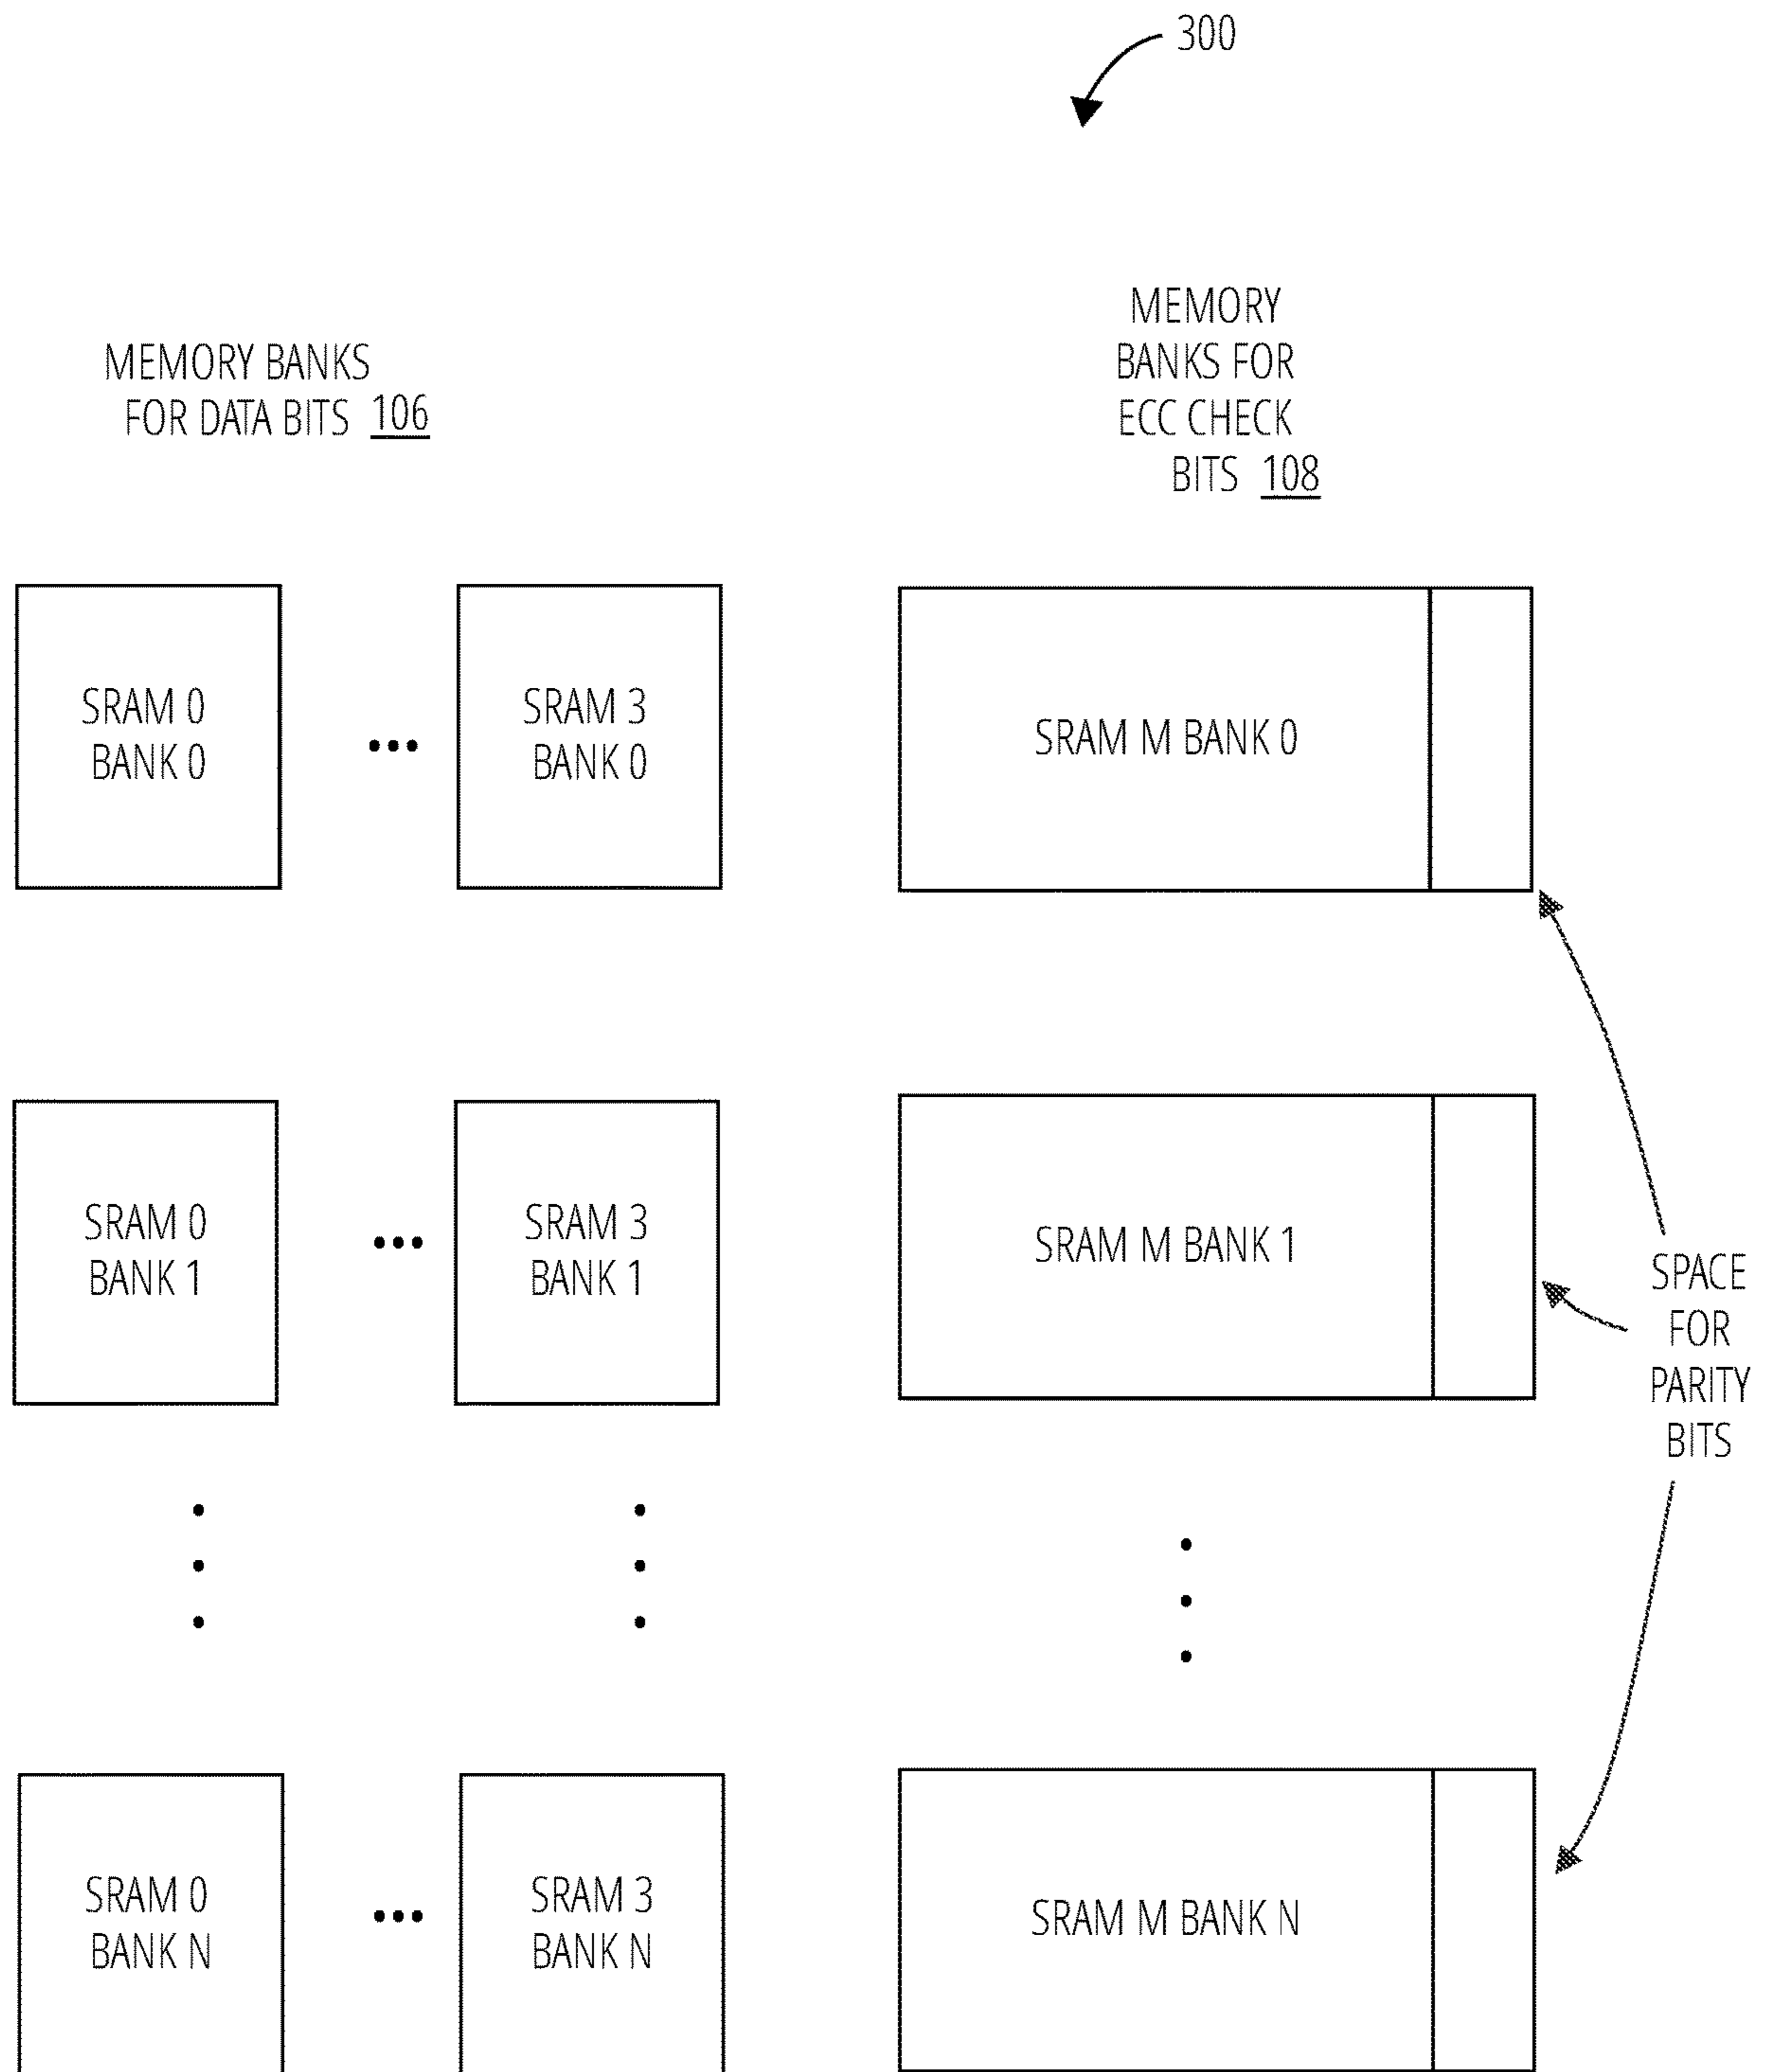 300
MEMORY BANKS
FOR DATA BITS 106
MEMORY
BANKS FOR
ECC CHECK
BITS 108
SRAM 0
BANK 0
•••
SRAM 3
BANK 0
SRAM M BANK 0
SRAM 0
BANK 1
•••
SRAM 3
BANK 1
SRAM M BANK 1
SPACE
FOR
PARITY
BITS
SRAM 0
BANK N
•••
SRAM 3
BANK N
SRAM M BANK N